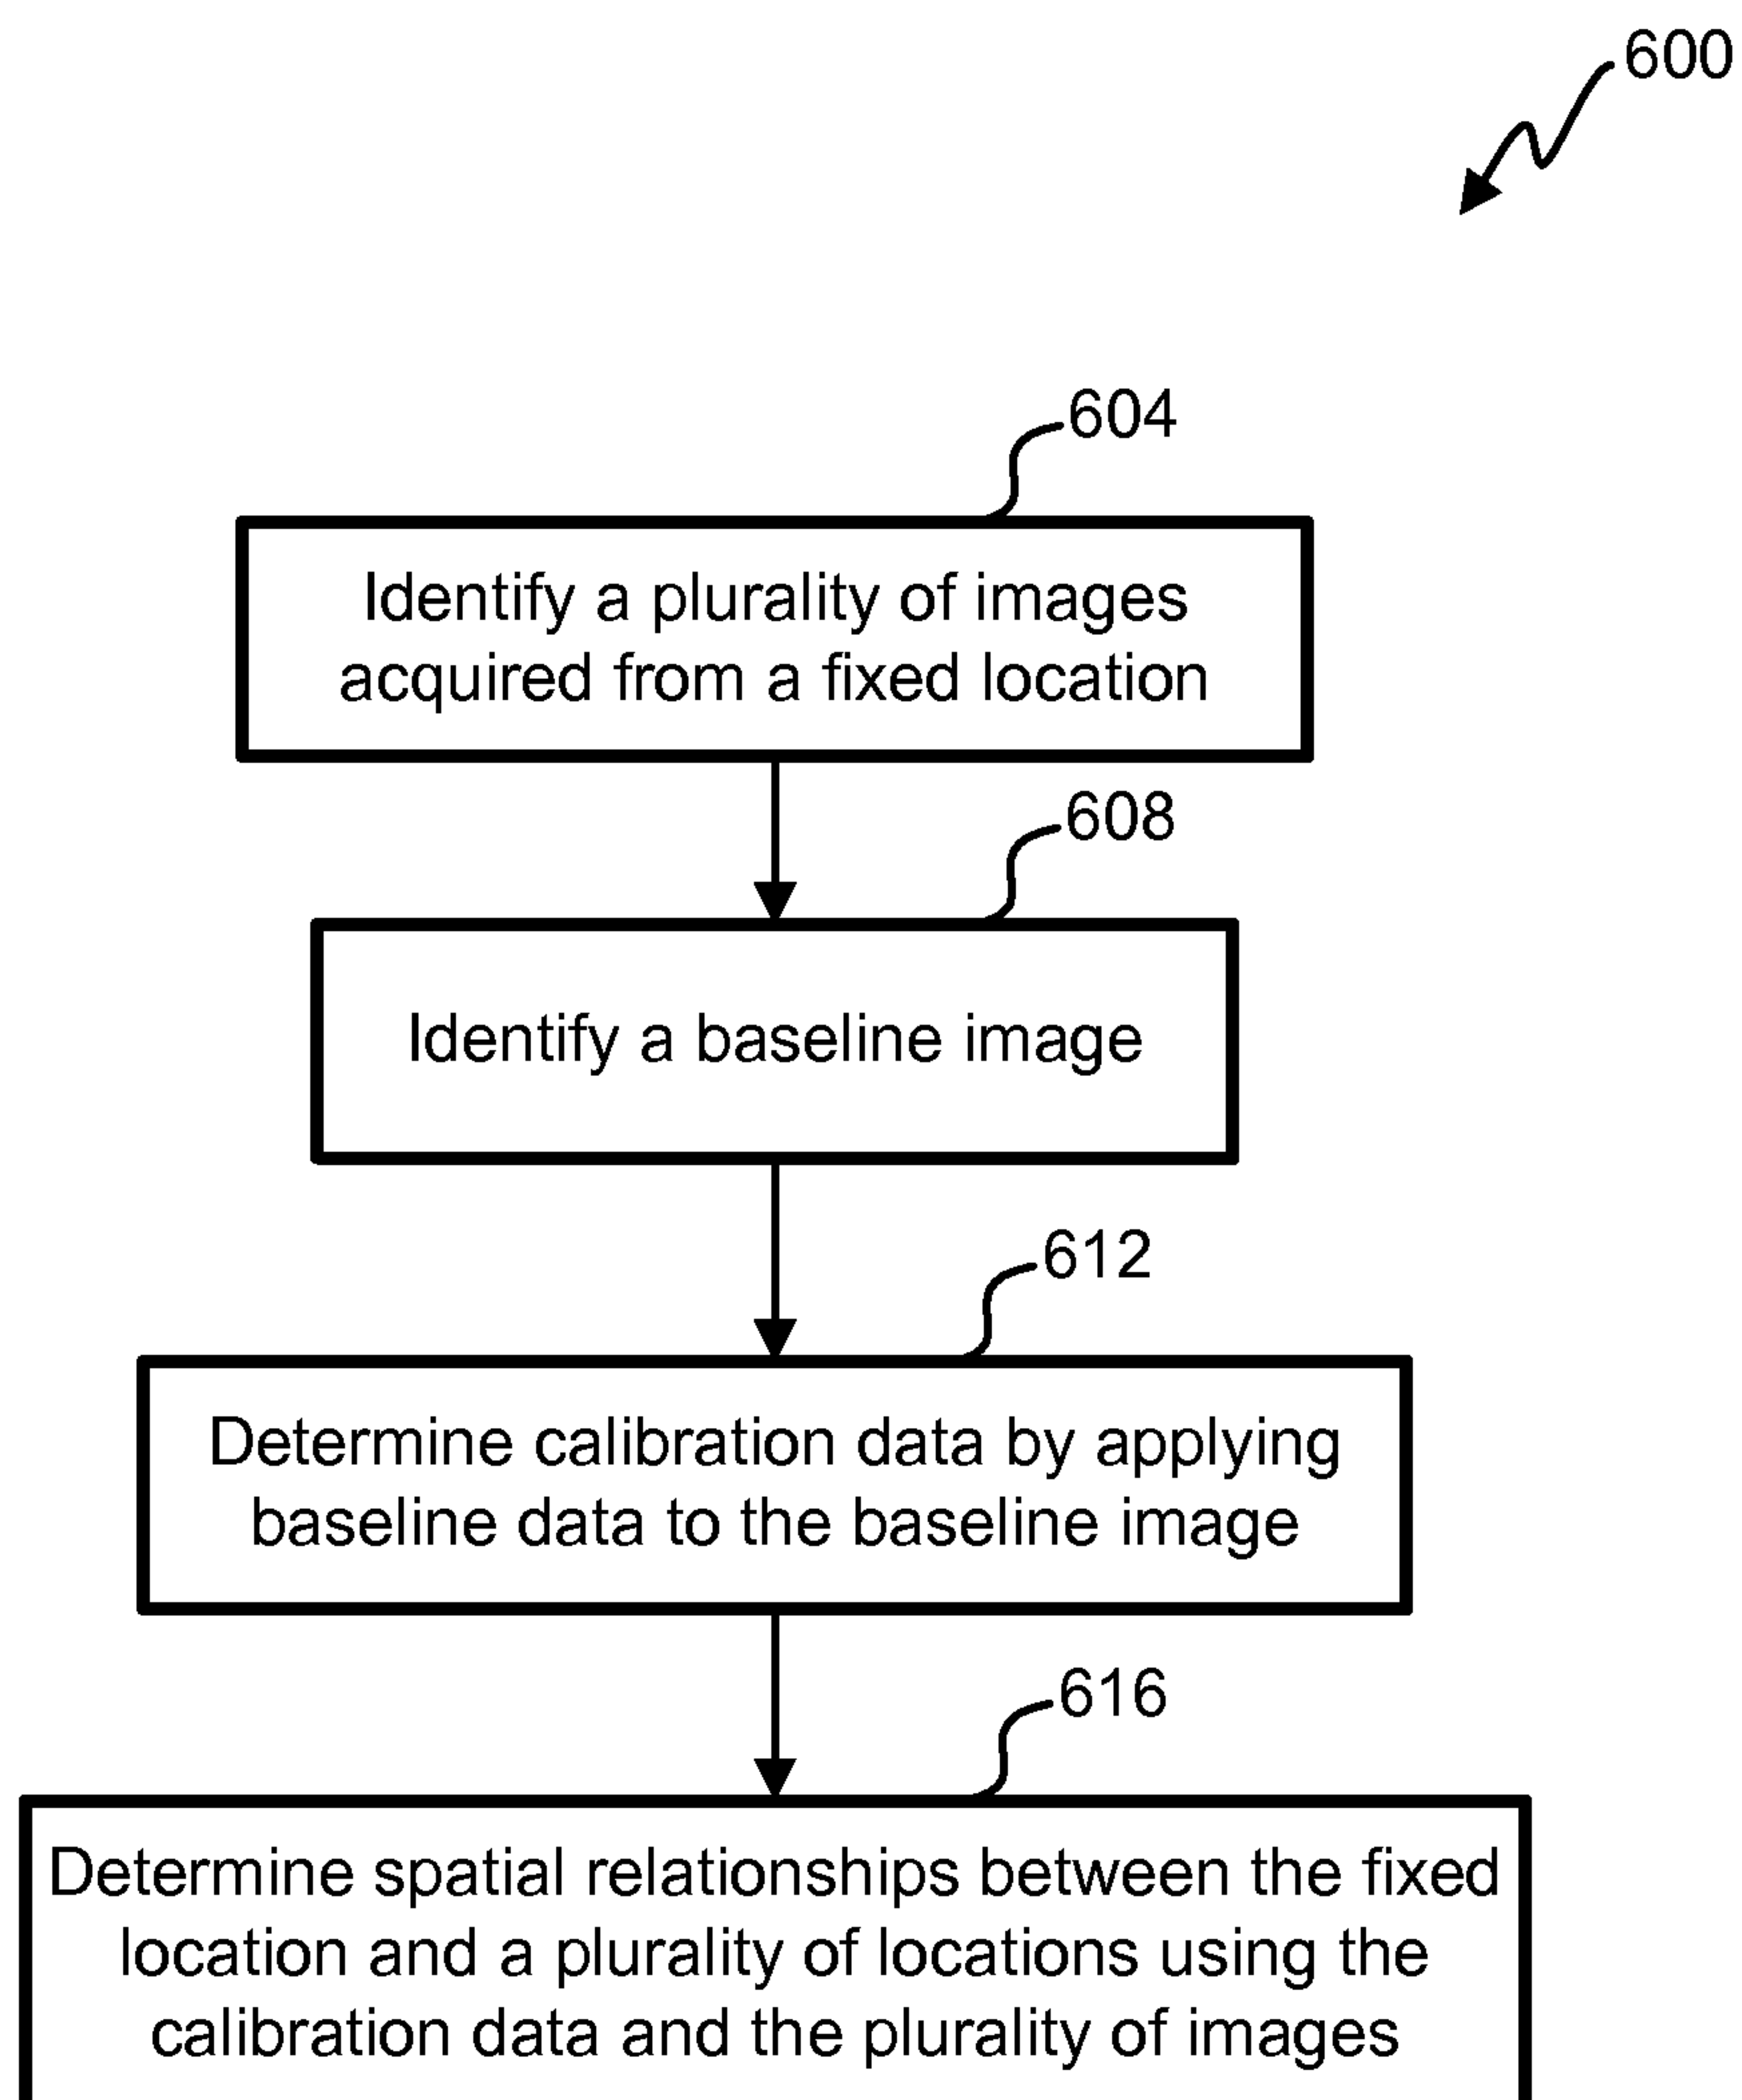 600
604
Identify a plurality of images
acquired from a fixed location
608
Identify a baseline image
612
Determine calibration data by applying
baseline data to the baseline image
616
Determine spatial relationships between the fixed
location and a plurality of locations using the
calibration data and the plurality of images